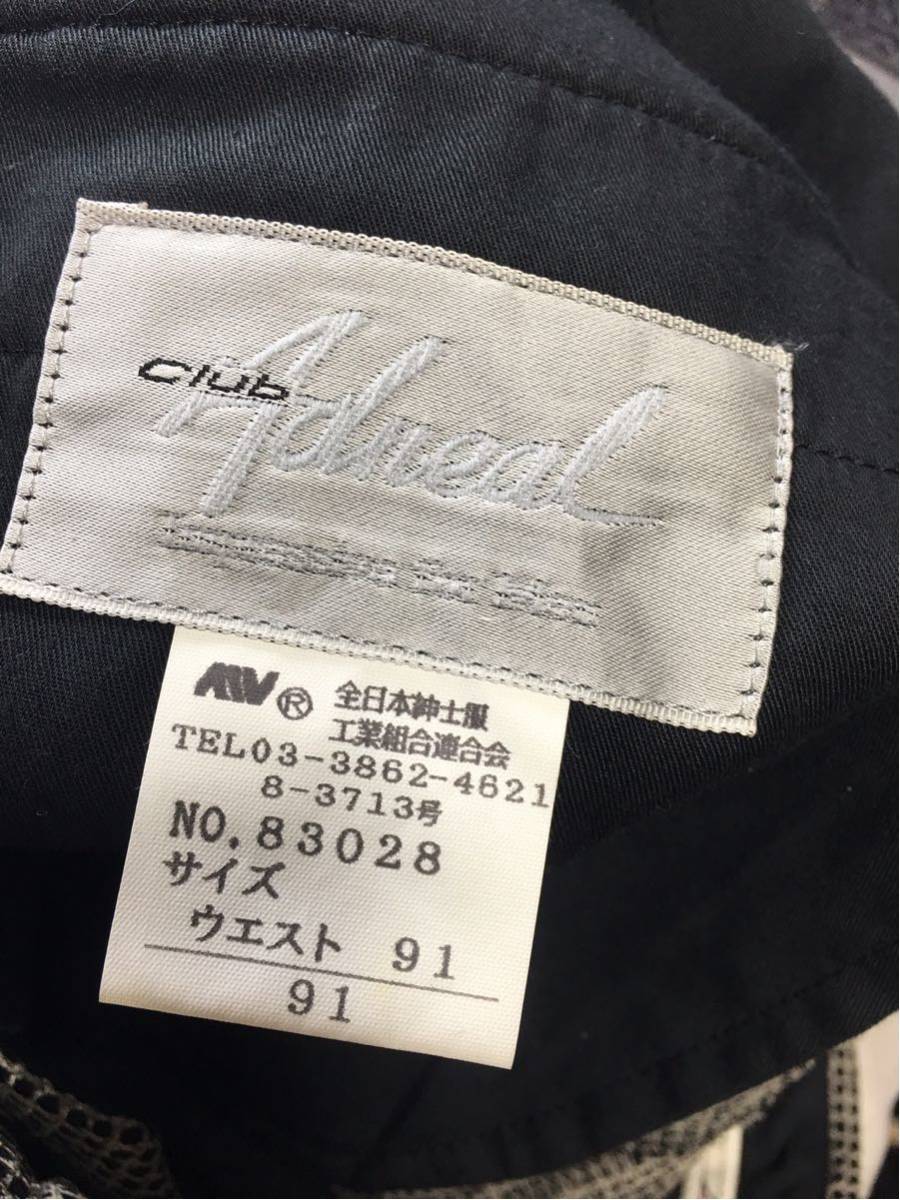 club
Adreal
AIW® 全日本紳士服
工業組合連合会
TEL03-3862-4621
8-3713号
NO.83028
サイズ
ウエスト 91
91